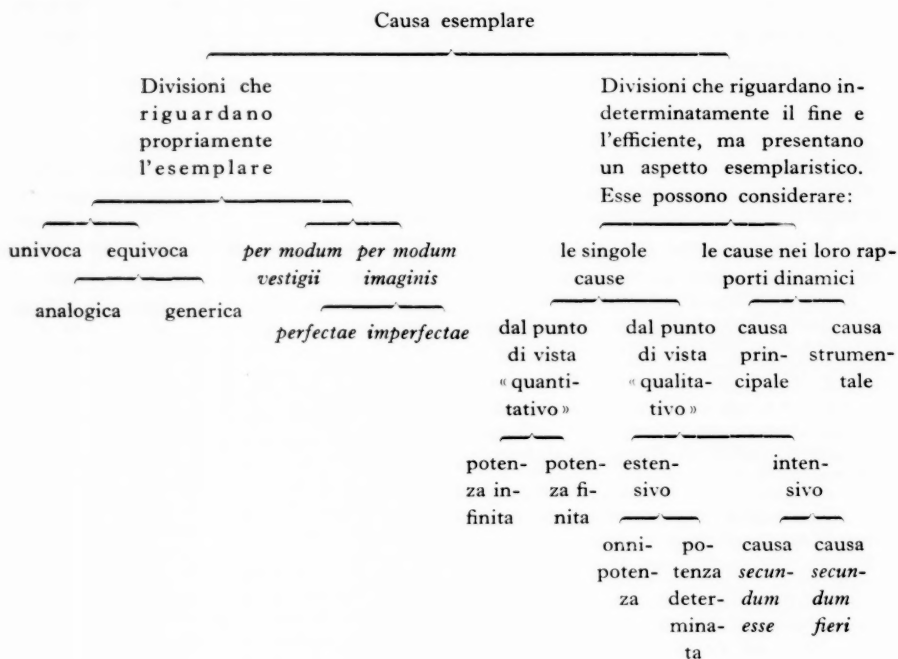 Causa esemplare
Divisioni che
riguardano
propriamente
l'esemplare
Divisioni che riguardano in-
determinatamente il fine e
l'efficiente, ma presentano
un aspetto esemplaristico.
Esse possono considerare:
univoca equivoca
analogica generica
per modum
vestigii
per modum
imaginis
perfectae imperfectae
le singole
cause
le cause nei loro rap-
porti dinamici
dal punto
di vista
« quanti-
tativo »
dal punto
di vista
« qualita-
tivo »
causa
prin-
cipale
causa
strumen-
tale
poten-
za in-
finita
poten-
za fi-
nita
esten-
sivo
inten-
sivo
onni-
poten-
za
po-
tenza
deter-
mina-
ta
causa
secun-
dum
esse
causa
secun-
dum
fieri